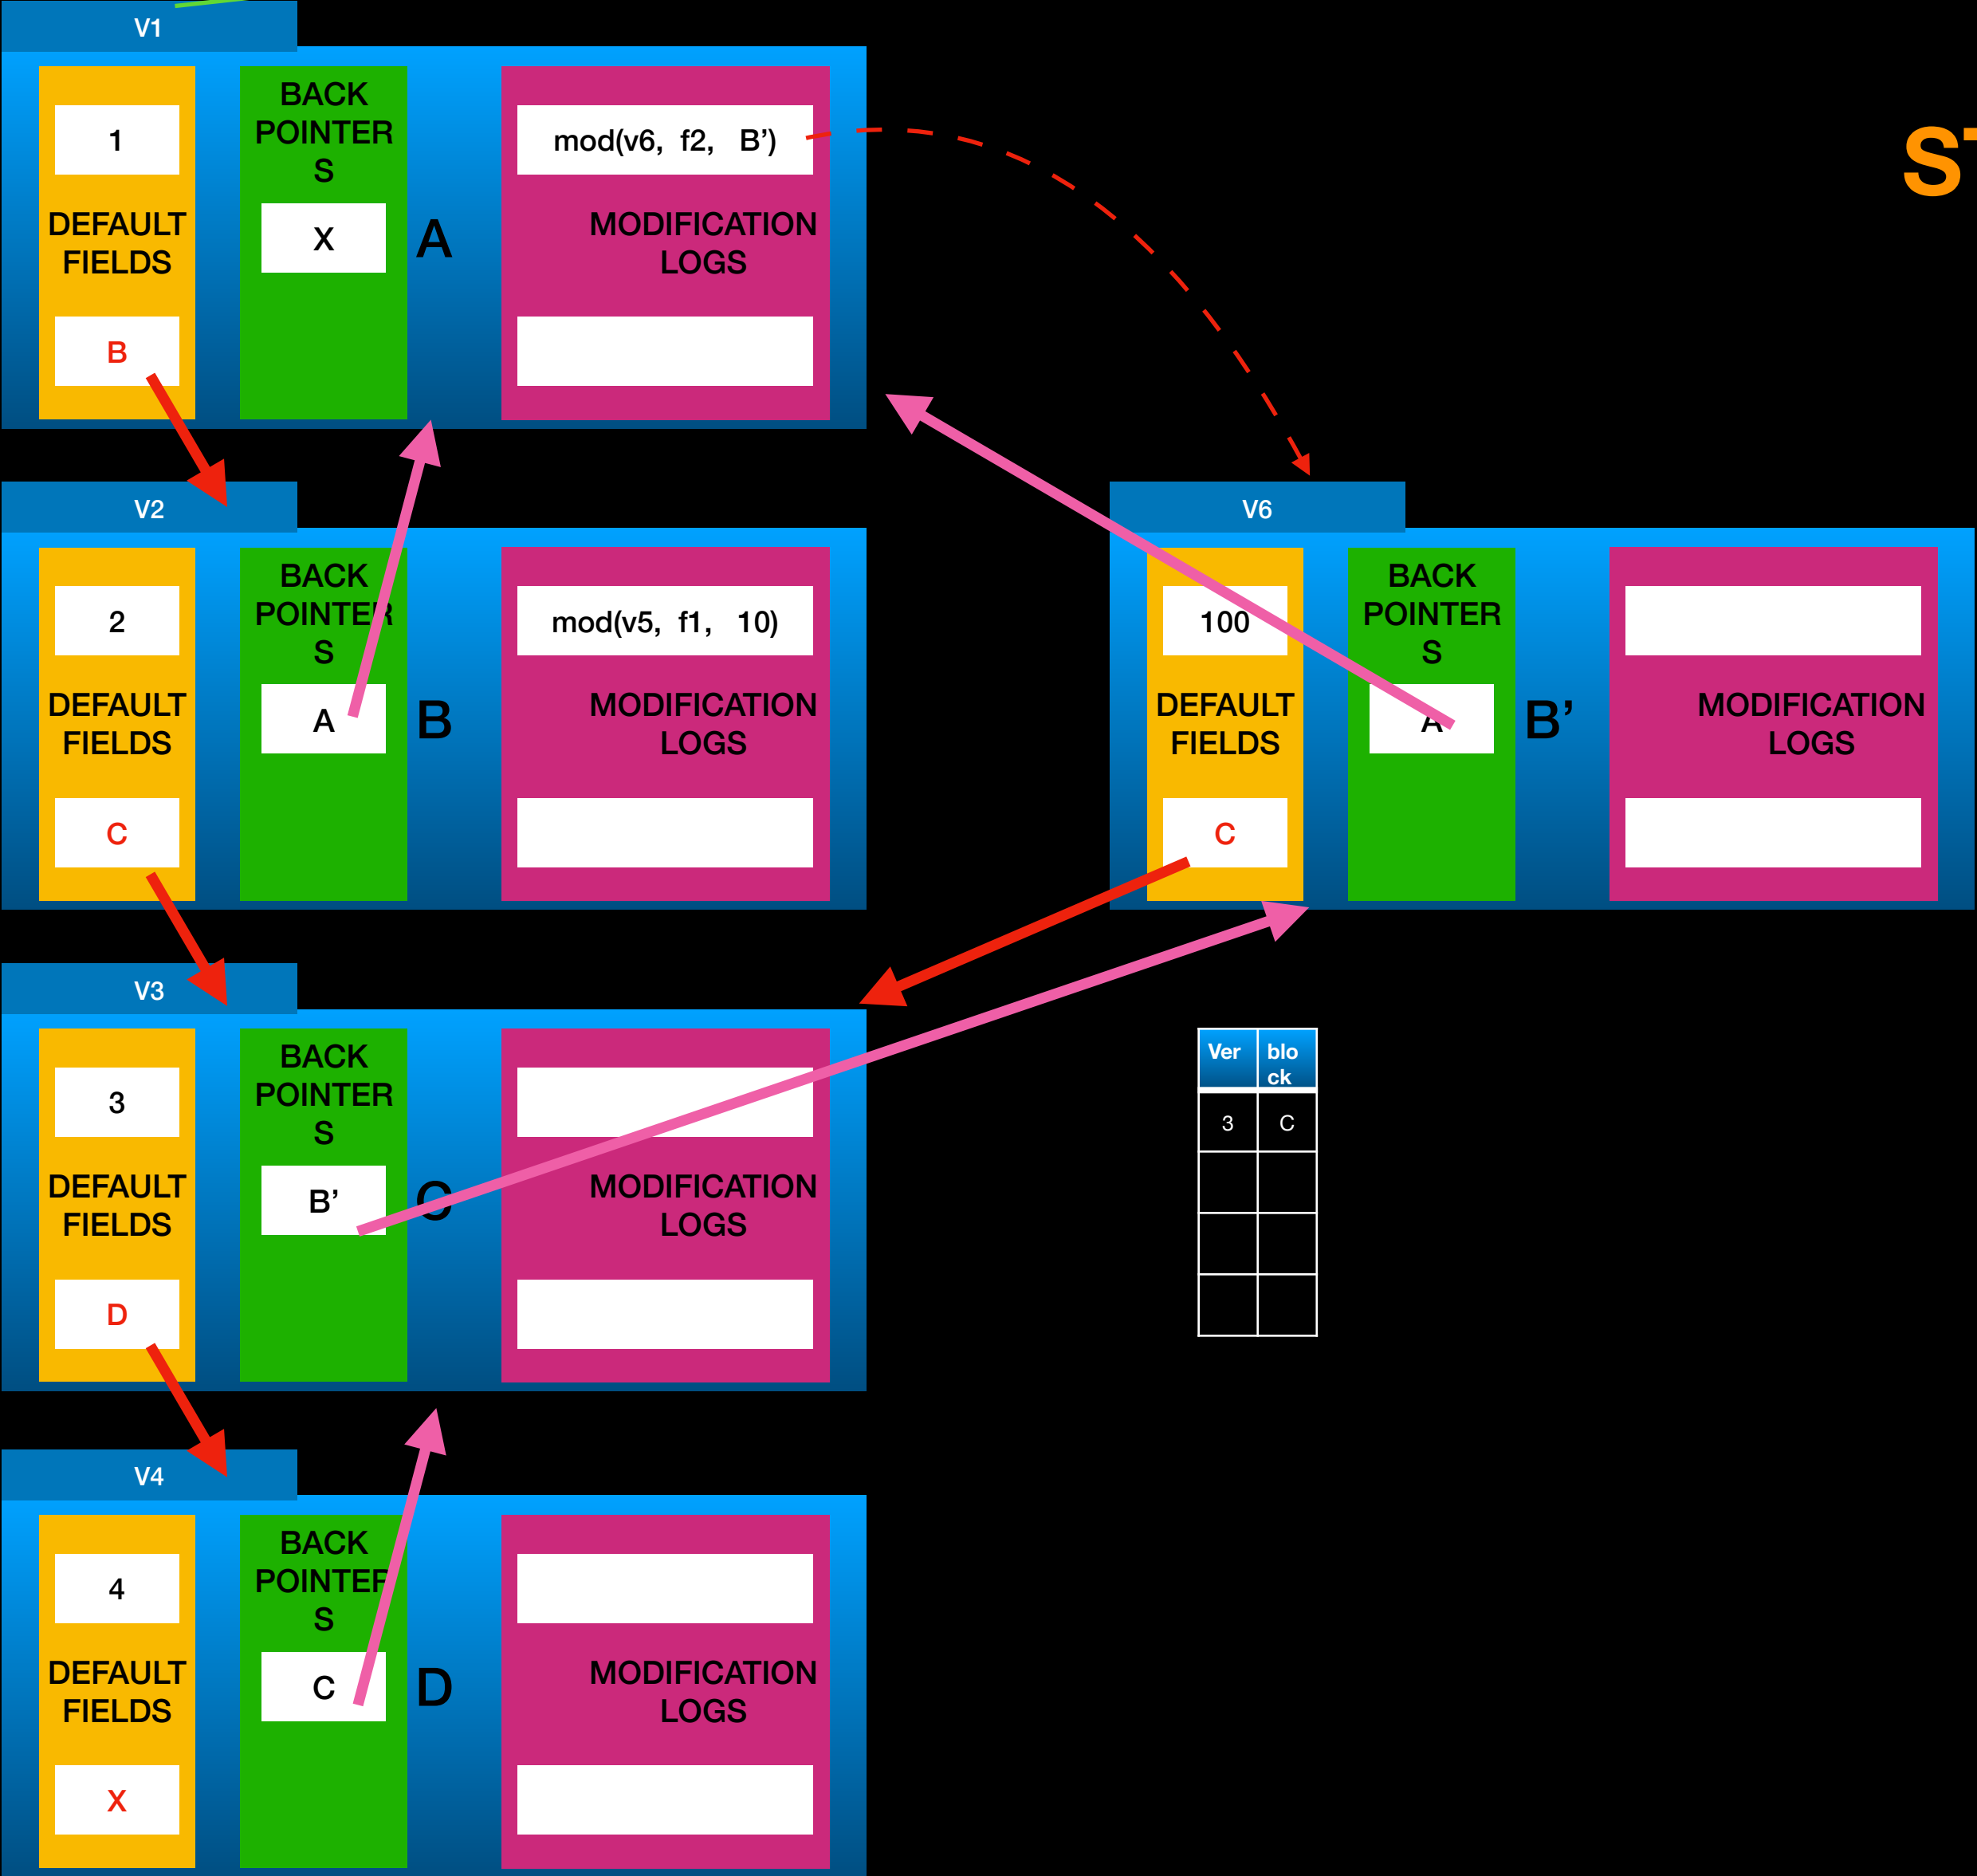 V1
1
DEFAULT
FIELDS
B
BACK
POINTER
S
X
A
mod(v6, f2, B’)
MODIFICATION
LOGS
V2
2
DEFAULT
FIELDS
C
BACK
POINTER
S
A
B
mod(v5, f1, 10)
MODIFICATION
LOGS
V6
100
DEFAULT
FIELDS
C
BACK
POINTER
S
A
B’
MODIFICATION
LOGS
V3
3
DEFAULT
FIELDS
D
BACK
POINTER
S
B’
C
MODIFICATION
LOGS
Ver blo
ck
3 C
V4
4
DEFAULT
FIELDS
X
BACK
POINTER
S
C
D
MODIFICATION
LOGS